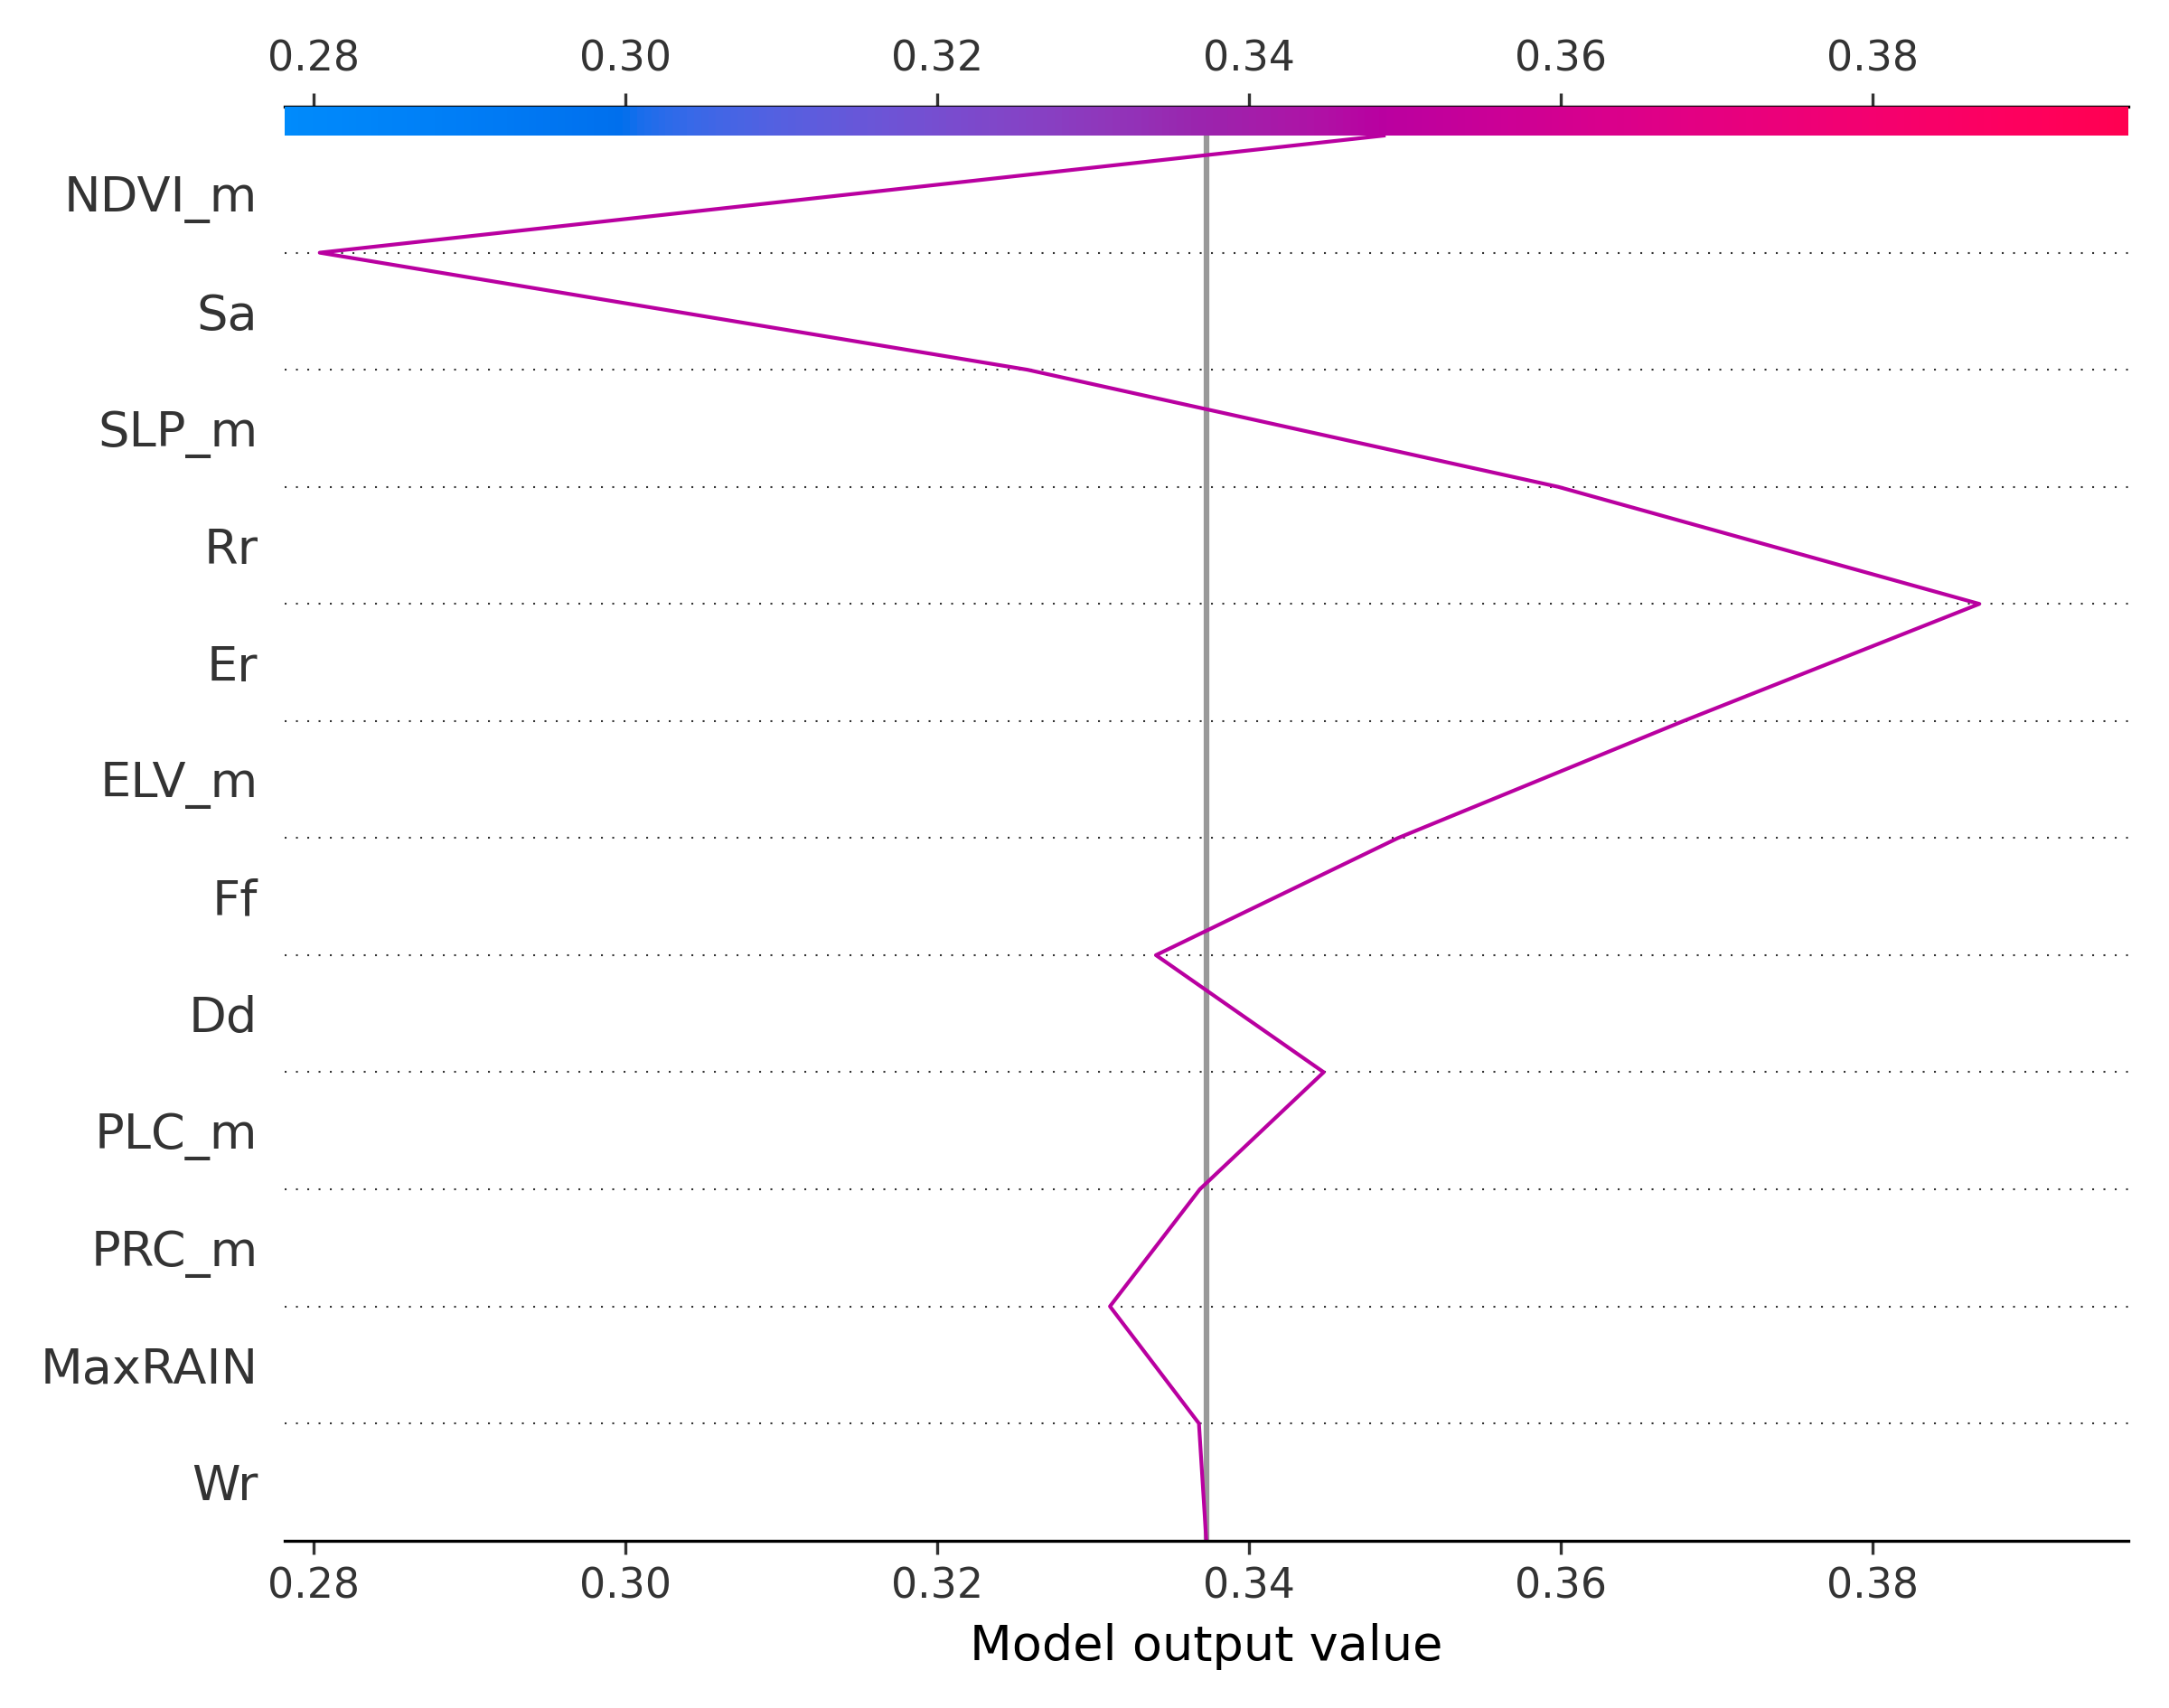 0.28 0.30 0.32 0.34 0.36 0.38
NDVI_m
Sa
SLP_m
Rr
Er
ELV_m
Ff
Dd
PLC_m
PRC_m
MaxRAIN
Wr
0.28 0.30 0.32 0.34 0.36 0.38
Model output value